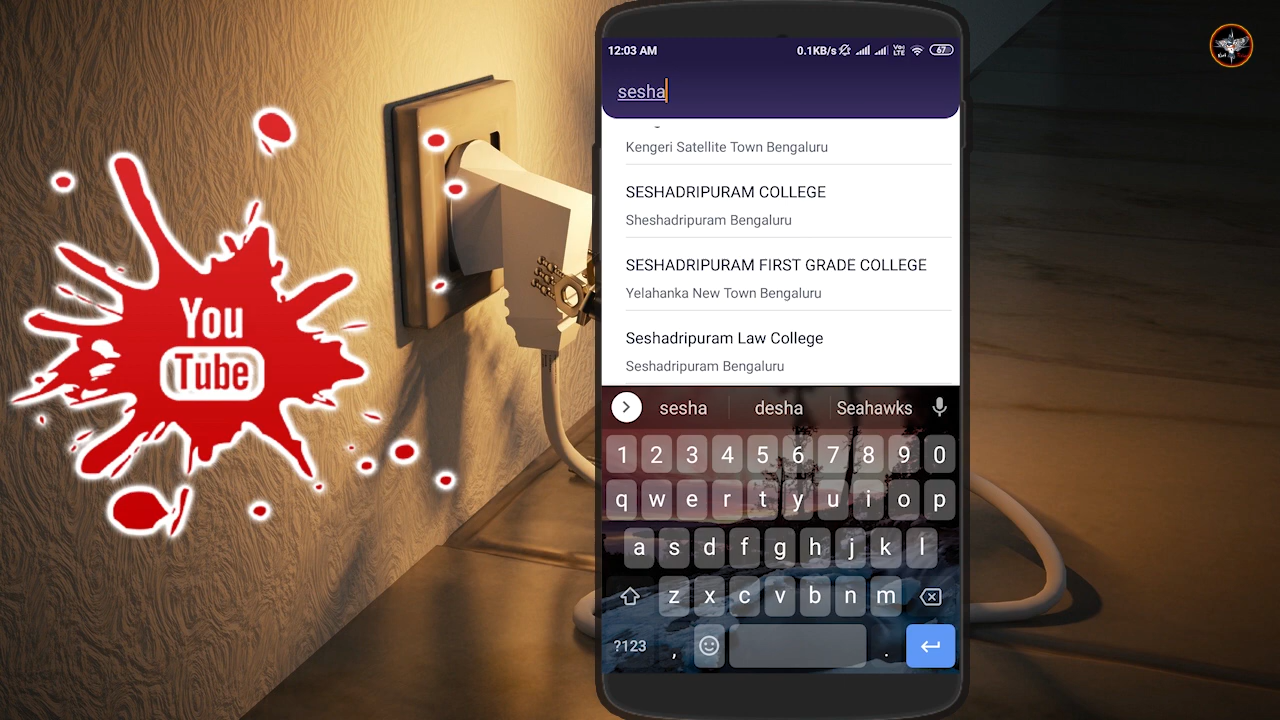 You
Tube
12:03 AM
0.1KB/s
Vo)
LTE
67
sesha
Kengeri Satellite Town Bengaluru
SESHADRIPURAM COLLEGE
Sheshadripuram Bengaluru
SESHADRIPURAM FIRST GRADE COLLEGE
Yelahanka New Town Bengaluru
Seshadripuram Law College
Seshadripuram Bengaluru
sesha desha Seahawks
1 2 3 4 5 6 7 8 9 0
q w e r t y u i o p
a s d f g h j k l
z x c v b n m
?123 , .